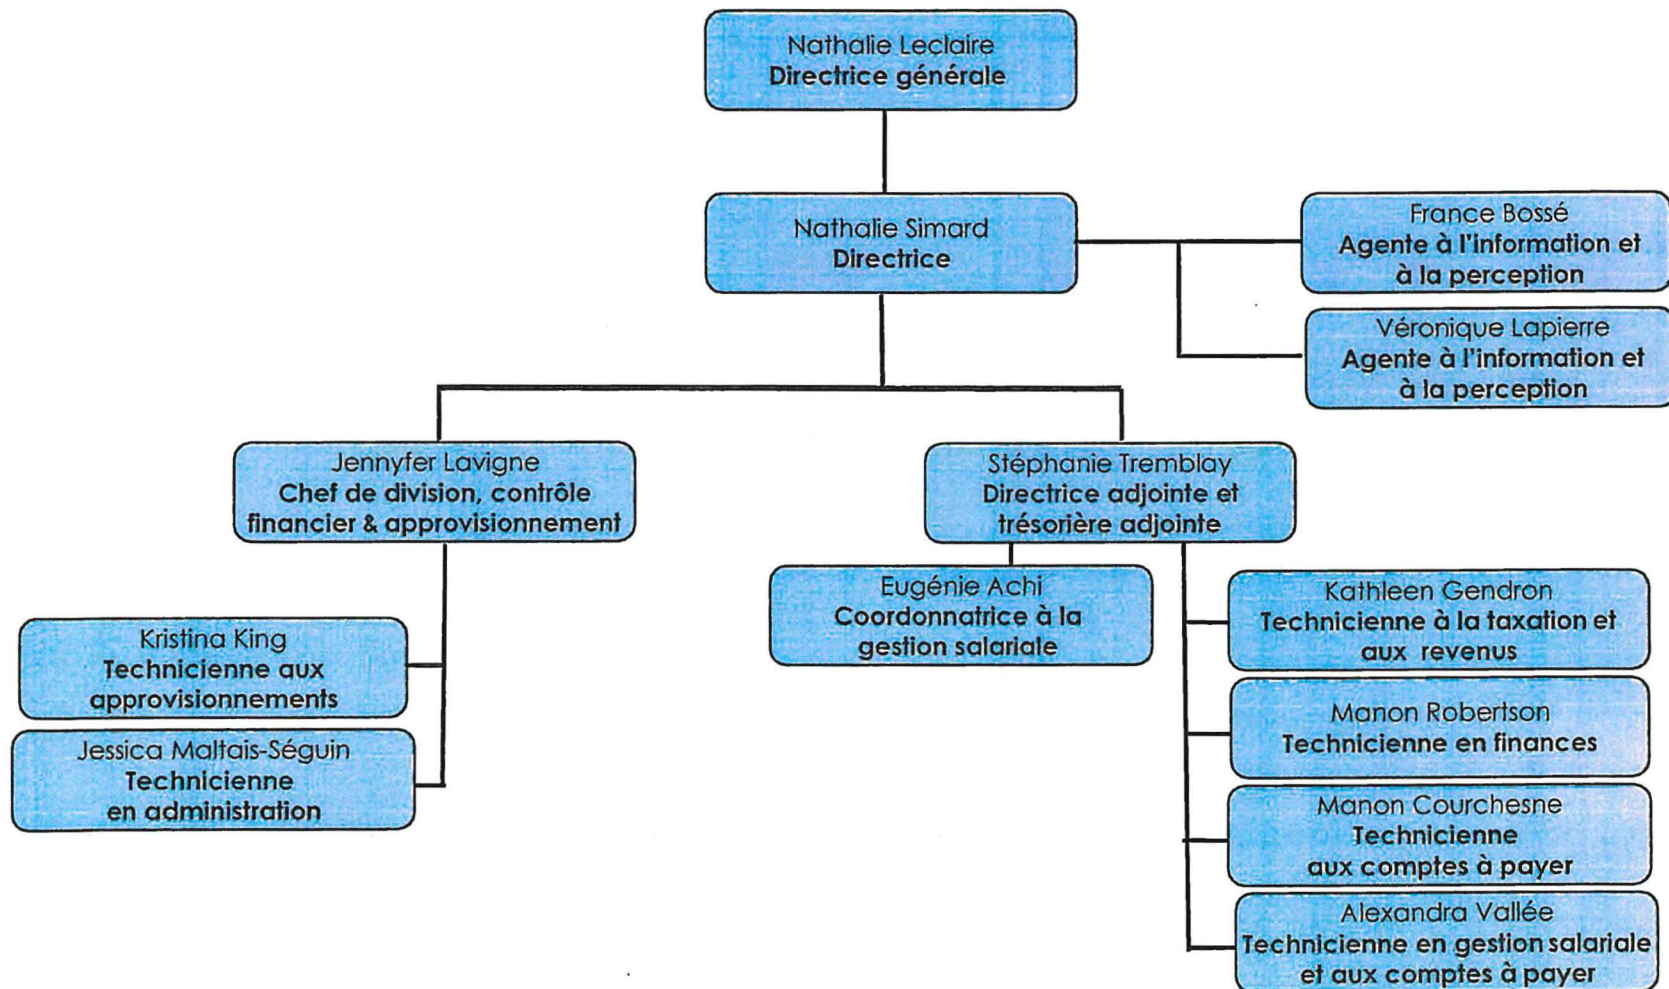 Nathalie Leclaire
Directrice générale
Nathalie Simard
Directrice
France Bossé
Agente à l'information et
à la perception
Véronique Lapierre
Agente à l'information et
à la perception
Jennyfer Lavigne
Chef de division, contrôle
financier & approvisionnement
Stéphanie Tremblay
Directrice adjointe et
trésorière adjointe
Kristina King
Technicienne aux
approvisionnements
Jessica Maltais-Séguin
Technicienne
en administration
Eugénie Achi
Coordonnatrice à la
gestion salariale
Kathleen Gendron
Technicienne à la taxation et
aux revenus
Manon Robertson
Technicienne en finances
Manon Courchesne
Technicienne
aux comptes à payer
Alexandra Vallée
Technicienne en gestion salariale
et aux comptes à payer